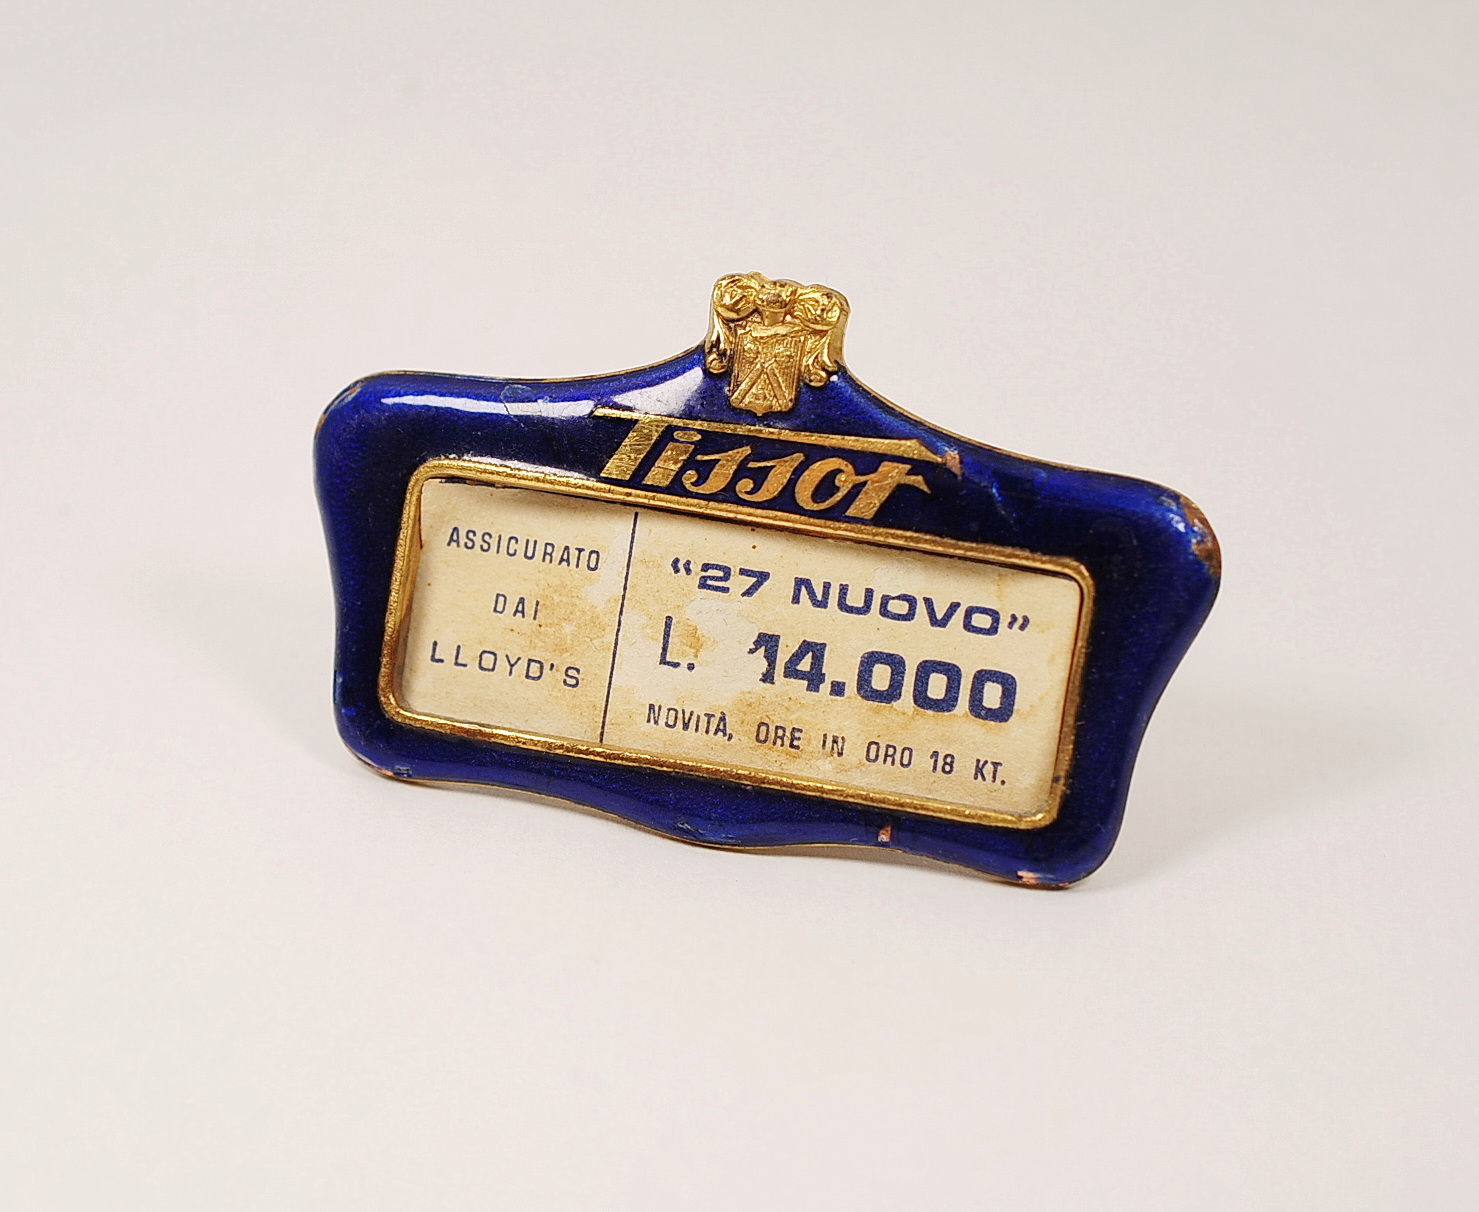 Tissot
ASSICURATO
DAI
LLOYD'S
«27 NUOVO»
L. 14.000
NOVITÀ, ORE IN ORO 18 KT.